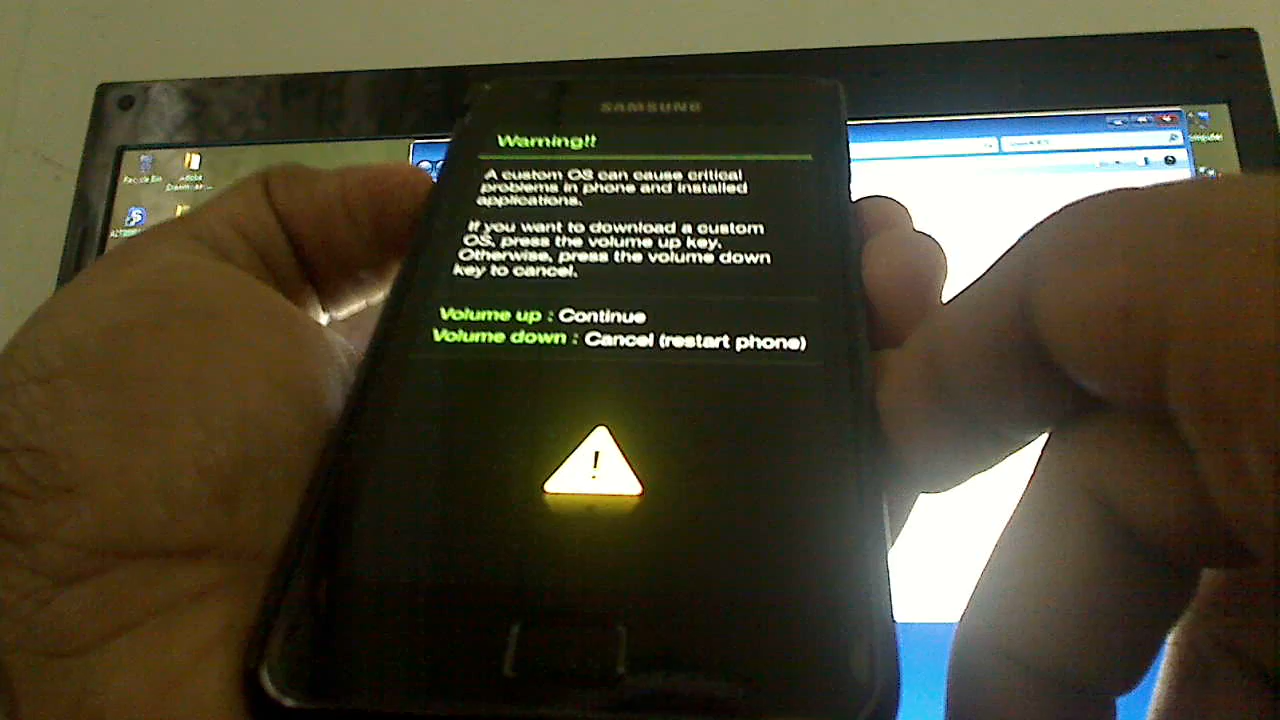 SAMSUNG
Warning!!
A custom OS can cause critical
problems in phone and installed
applications.
If you want to download a custom
OS, press the volume up key.
Otherwise, press the volume down
key to cancel.
Volume up : Continue
Volume down : Cancel (restart phone)
!
Recycle Bin
Adobe
Computer